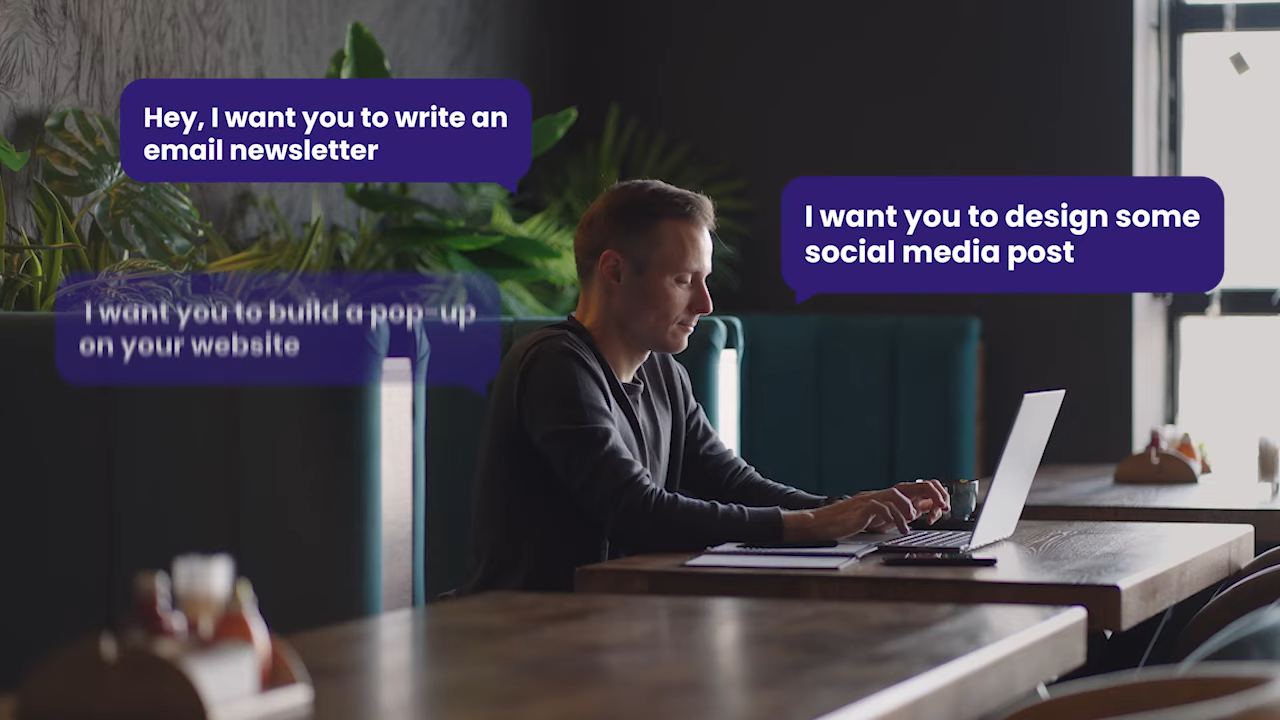 Hey, I want you to write an
email newsletter
I want you to design some
social media post
I want you to build a pop-up
on your website